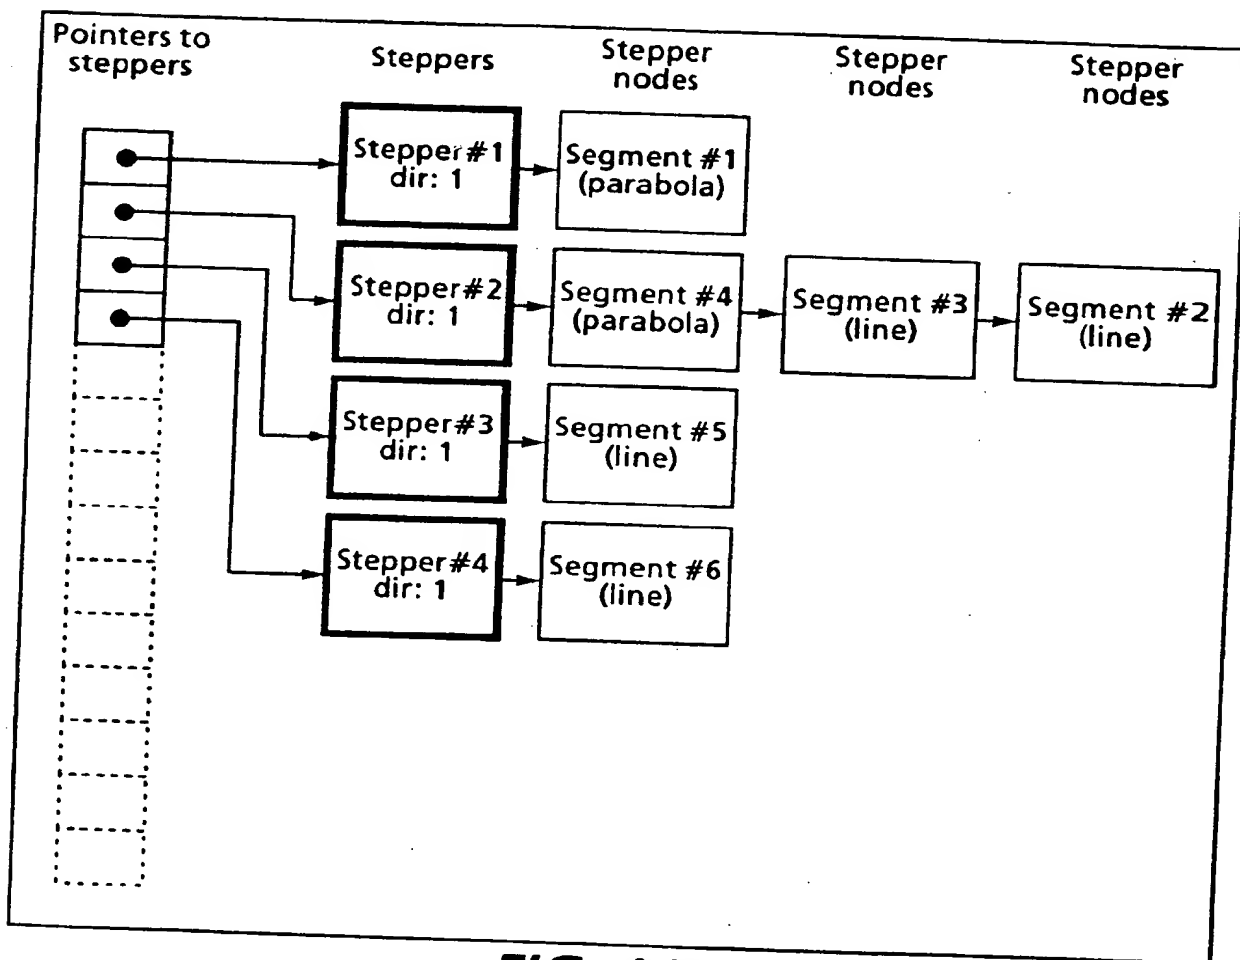 Pointers to
steppers
Steppers
Stepper
nodes
Stepper
nodes
Stepper
nodes
Stepper#1
dir: 1
Segment #1
(parabola)
Stepper#2
dir: 1
Segment #4
(parabola)
Segment #3
(line)
Segment #2
(line)
Stepper#3
dir: 1
Segment #5
(line)
Stepper#4
dir: 1
Segment #6
(line)